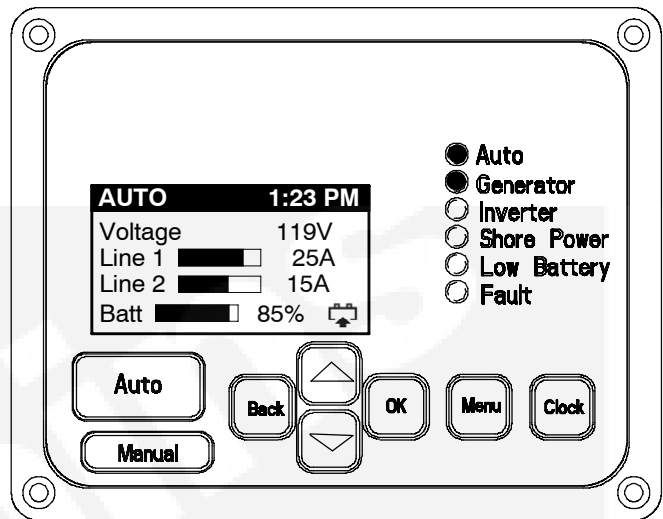 AUTO 1:23 PM
Voltage 119V
Line 1 25A
Line 2 15A
Batt 85%
Auto
Generator
Inverter
Shore Power
Low Battery
Fault
Auto
Manual
Back
OK
Menu
Clock